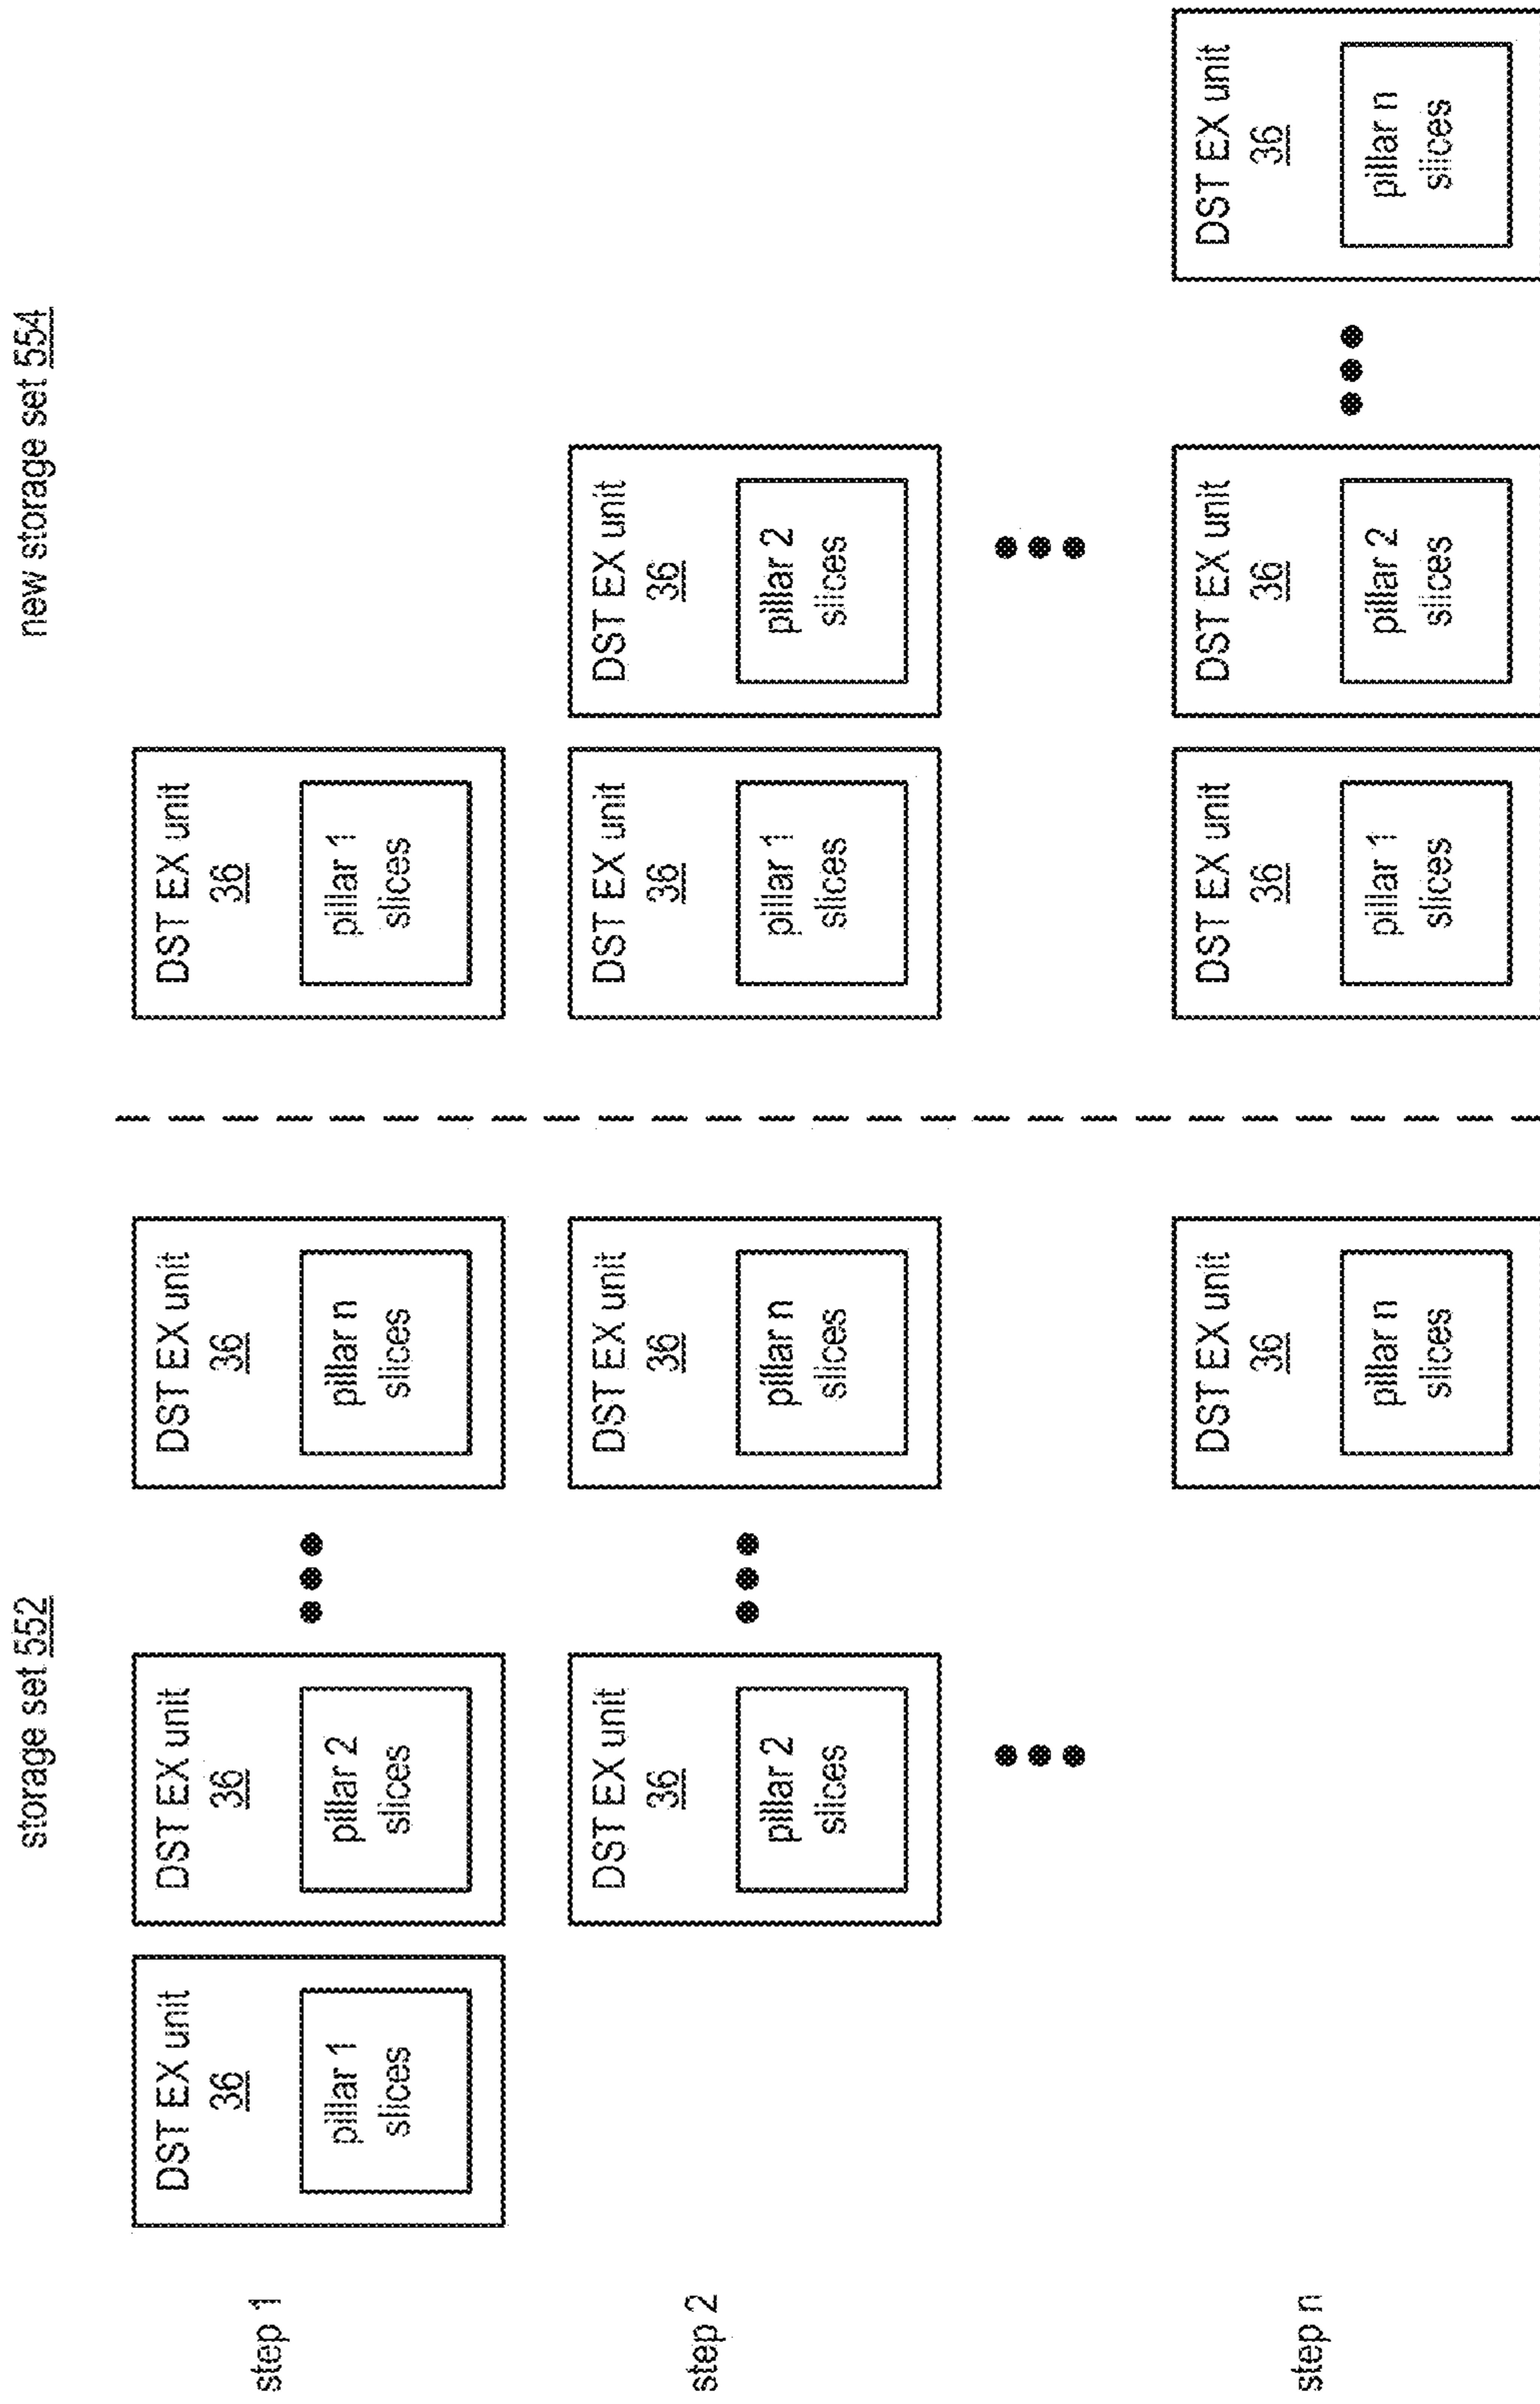 storage set 552
new storage set 554
step 1
DST EX unit
36
pillar 1
slices
DST EX unit
36
pillar 2
slices
DST EX unit
36
pillar n
slices
DST EX unit
36
pillar 1
slices
step 2
DST EX unit
36
pillar 2
slices
DST EX unit
36
pillar n
slices
DST EX unit
36
pillar 1
slices
DST EX unit
36
pillar 2
slices
step n
DST EX unit
36
pillar n
slices
DST EX unit
36
pillar 1
slices
DST EX unit
36
pillar 2
slices
DST EX unit
36
pillar n
slices